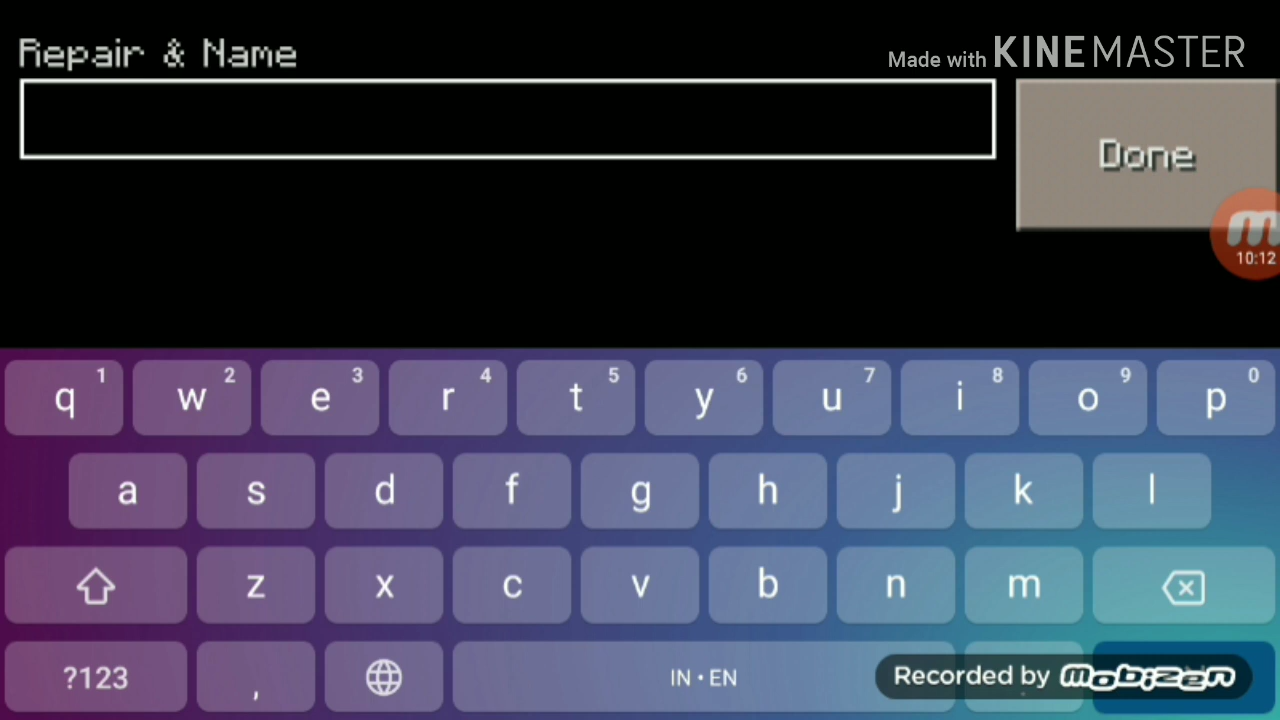 Repair & Name
Made with KINEMASTER
Done
10:12
q 1 w 2 e 3 r 4 t 5 y 6 u 7 i 8 o 9 p 0
a s d f g h j k l
z x c v b n m
?123 , IN • EN .
Recorded by mobizen